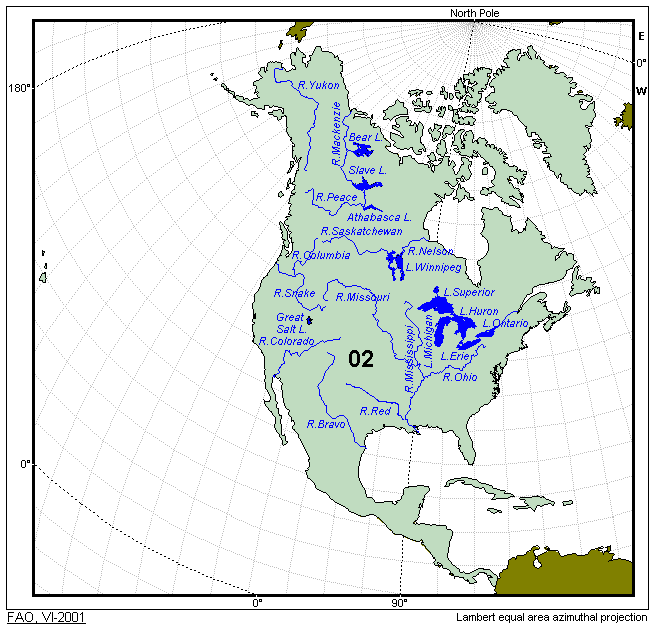 North Pole
E
0°
W
180°
R.Yukon
R.Mackenzie
Bear L.
Slave L.
R.Peace
Athabasca L.
R.Saskatchewan
R.Nelson
R.Columbia
L.Winnipeg
R.Snake
R.Missouri
L.Superior
L.Huron
Great
Salt L.
L.Ontario
R.Colorado
R.Mississippi
L.Michigan
L.Erie
02
R.Ohio
R.Red
R.Bravo
0°
0°
90°
FAO, VI-2001
Lambert equal area azimuthal projection